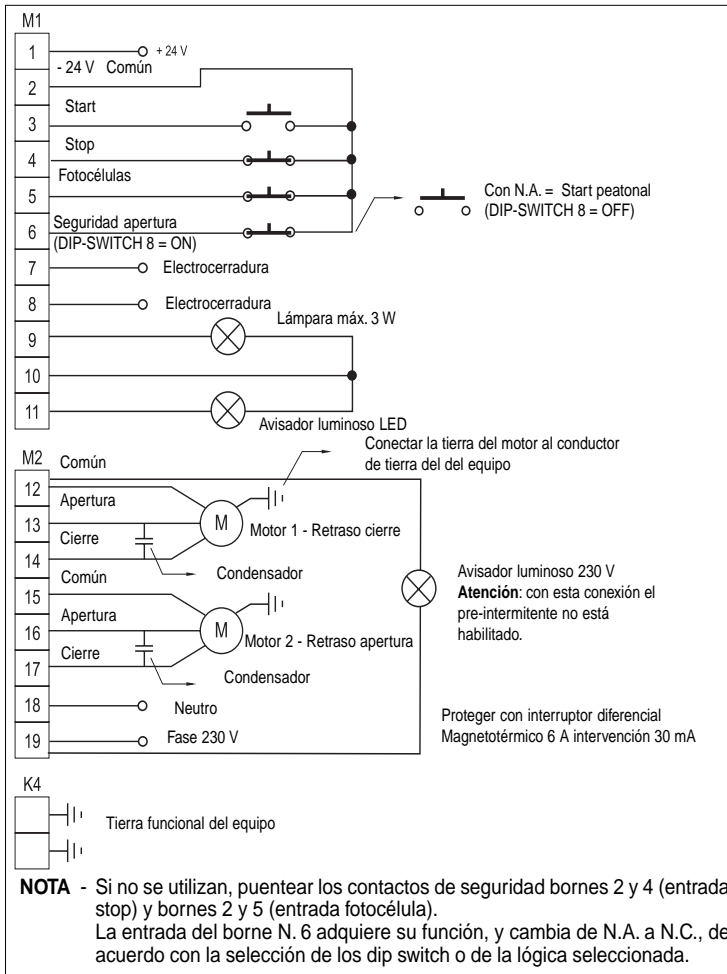 M1
1
+ 24 V
- 24 V Común
2
Start
3
Stop
4
Fotocélulas
5
Con N.A. = Start peatonal
(DIP-SWITCH 8 = OFF)
Seguridad apertura
6
(DIP-SWITCH 8 = ON)
7
Electrocerradura
8
Electrocerradura
Lámpara máx. 3 W
9
10
11
Avisador luminoso LED
Conectar la tierra del motor al conductor
de tierra del del equipo
M2
Común
12
Apertura
13
M
Motor 1 - Retraso cierre
Cierre
14
Condensador
Común
15
Avisador luminoso 230 V
Atención: con esta conexión el
pre-intermitente no está
habilitado.
Apertura
16
M
Motor 2 - Retraso apertura
Cierre
17
Condensador
18
Neutro
19
Fase 230 V
Proteger con interruptor diferencial
Magnetotérmico 6 A intervención 30 mA
K4
Tierra funcional del equipo
NOTA - Si no se utilizan, puentear los contactos de seguridad bornes 2 y 4 (entrada
stop) y bornes 2 y 5 (entrada fotocélula).
La entrada del borne N. 6 adquiere su función, y cambia de N.A. a N.C., de
acuerdo con la selección de los dip switch o de la lógica seleccionada.